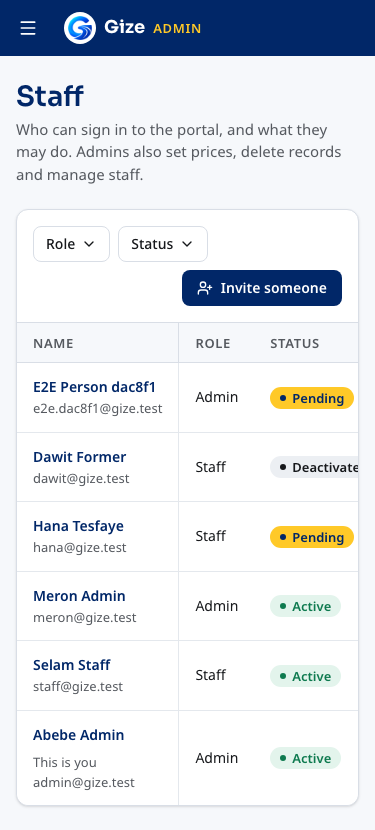 Gize ADMIN
Staff
Who can sign in to the portal, and what they
may do. Admins also set prices, delete records
and manage staff.
Role
Status
Invite someone
NAME ROLE STATUS
E2E Person dac8f1
e2e.dac8f1@gize.test
Admin
Pending
Dawit Former
dawit@gize.test
Staff
Deactivate
Hana Tesfaye
hana@gize.test
Staff
Pending
Meron Admin
meron@gize.test
Admin
Active
Selam Staff
staff@gize.test
Staff
Active
Abebe Admin
This is you
admin@gize.test
Admin
Active